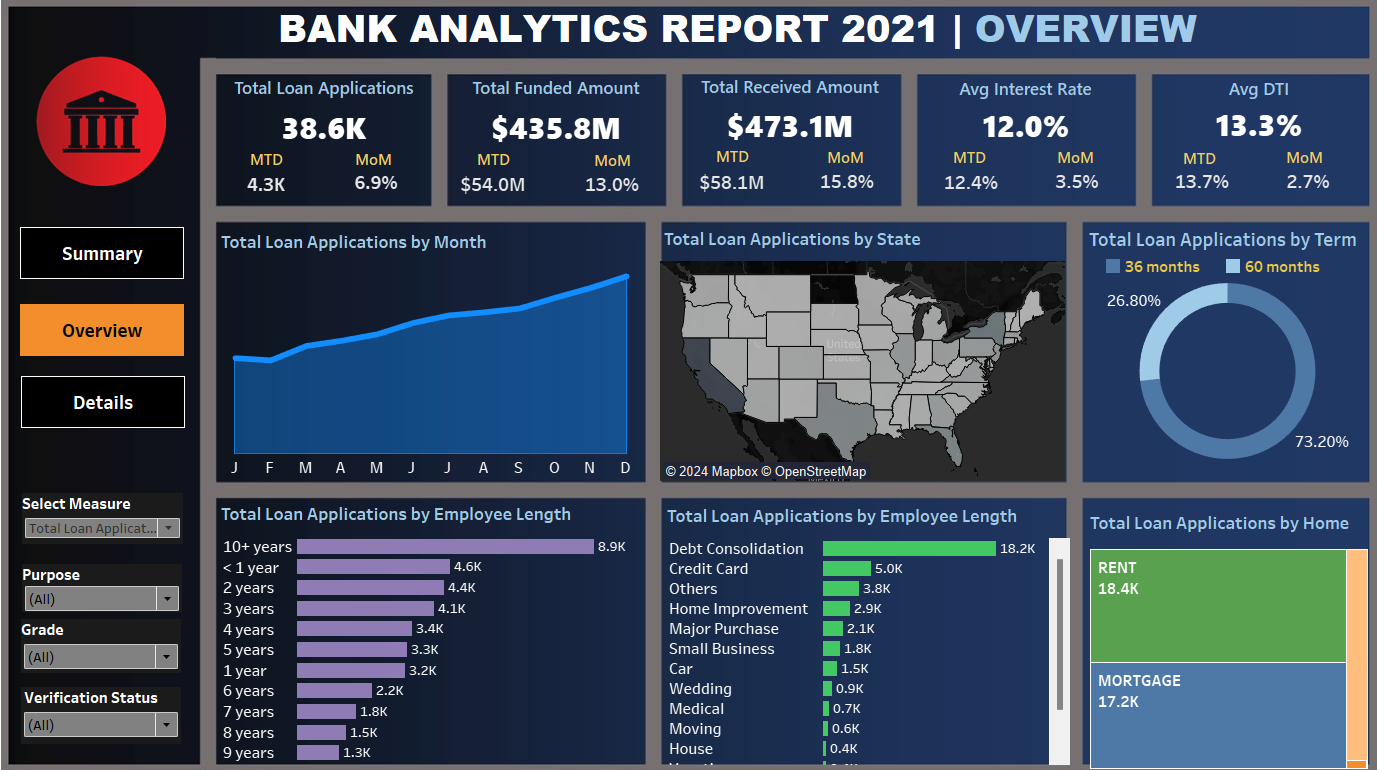 BANK ANALYTICS REPORT 2021 | OVERVIEW
Total Loan Applications
38.6K
MTD MoM
4.3K 6.9%
Total Funded Amount
$435.8M
MTD MoM
$54.0M 13.0%
Total Received Amount
$473.1M
MTD MoM
$58.1M 15.8%
Avg Interest Rate
12.0%
MTD MoM
12.4% 3.5%
Avg DTI
13.3%
MTD MoM
13.7% 2.7%
Summary
Overview
Details
Select Measure
Total Loan Applicat...
Purpose
(All)
Grade
(All)
Verification Status
(All)
Total Loan Applications by Month
J F M A M J J A S O N D
Total Loan Applications by State
United
States
© 2024 Mapbox © OpenStreetMap
Total Loan Applications by Term
36 months 60 months
26.80%
73.20%
Total Loan Applications by Employee Length
10+ years 8.9K
< 1 year 4.6K
2 years 4.4K
3 years 4.1K
4 years 3.4K
5 years 3.3K
1 year 3.2K
6 years 2.2K
7 years 1.8K
8 years 1.5K
9 years 1.3K
Total Loan Applications by Employee Length
Debt Consolidation 18.2K
Credit Card 5.0K
Others 3.8K
Home Improvement 2.9K
Major Purchase 2.1K
Small Business 1.8K
Car 1.5K
Wedding 0.9K
Medical 0.7K
Moving 0.6K
House 0.4K
Total Loan Applications by Home
RENT
18.4K
MORTGAGE
17.2K